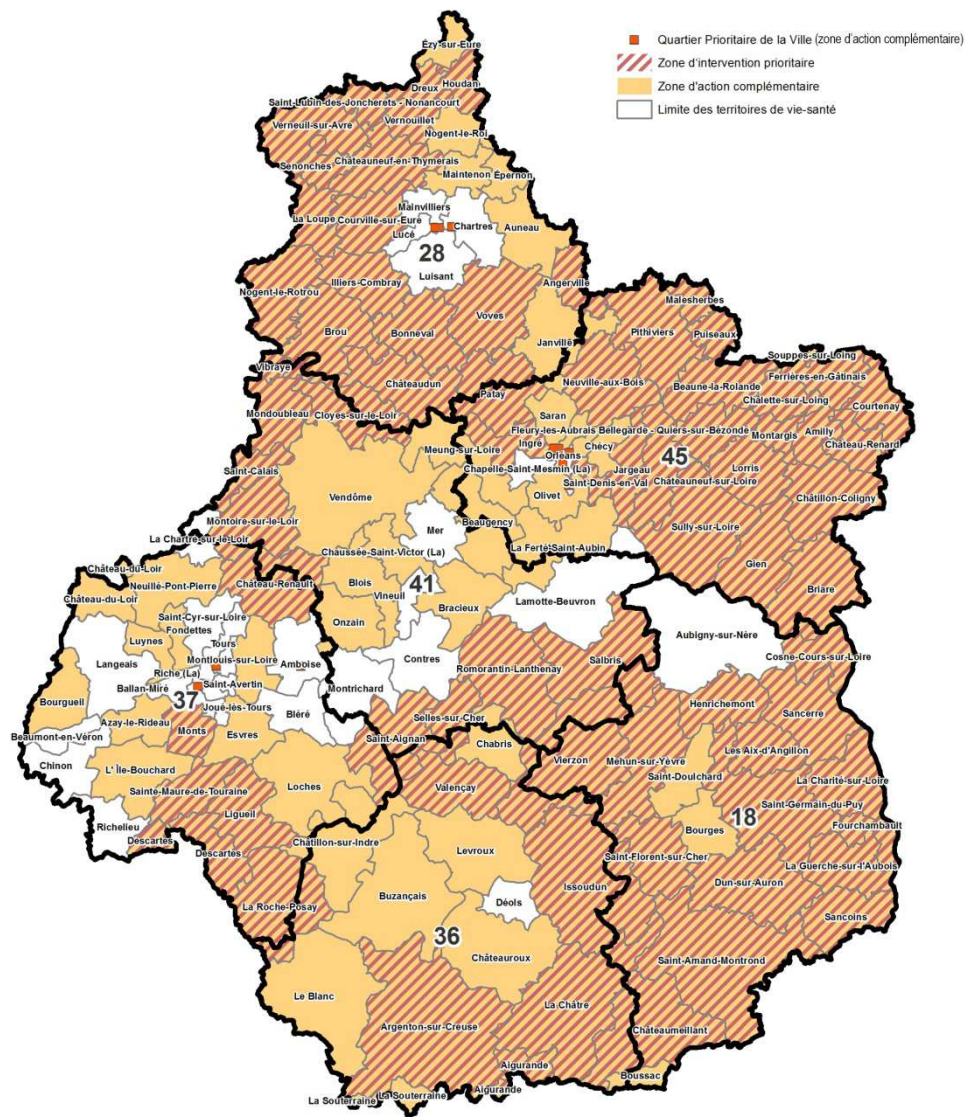 Quartier Prioritaire de la Ville (zone d'action complémentaire)
Zone d'intervention prioritaire
Zone d'action complémentaire
Limite des territoires de vie-santé
Ézy-sur-Eure
Dreux
Houdan
Saint-Lubin-des-Joncherets - Nonancourt
Verneuil-sur-Avre
Vernouillet
Nogent-le-Roi
Châteauneuf-en-Thymerais
Senonches
Maintenon
Épernon
Mainvilliers
La Loupe
Courville-sur-Eure
Chartres
Auneau
Lucé
28
Luisant
Illiers-Combray
Angerville
Nogent-le-Rotrou
Voves
Brou
Bonneval
Janville
Châteaudun
Malesherbes
Pithiviers
Puiseaux
Souppes-sur-Loing
Vibraye
Neuville-aux-Bois
Ferrières-en-Gâtinais
Beaune-la-Rolande
Patay
Châlette-sur-Loing
Courtenay
Mondoubleau
Cloyes-sur-le-Loir
Saran
Fleury-les-Aubrais
Bellegarde - Quiers-sur-Bézonde
Amilly
Montargis
Château-Renard
Ingré
Chécy
Meung-sur-Loire
Orléans
45
Chapelle-Saint-Mesmin (La)
Jargeau
Lorris
Saint-Calais
Saint-Denis-en-Val
Châteauneuf-sur-Loire
Vendôme
Olivet
Châtillon-Coligny
Montoire-sur-le-Loir
Beaugency
Mer
Sully-sur-Loire
La Chartre-sur-le-Loir
Chaussée-Saint-Victor (La)
La Ferté-Saint-Aubin
Gien
Château-du-Loir
Neuillé-Pont-Pierre
Château-Renault
Blois
41
Briare
Château-du-Loir
Vineuil
Lamotte-Beuvron
Saint-Cyr-sur-Loire
Onzain
Bracieux
Fondettes
Aubigny-sur-Nère
Luynes
Tours
Langeais
Montlouis-sur-Loire
Amboise
Contres
Romorantin-Lanthenay
Salbris
Cosne-Cours-sur-Loire
Riche (La)
Ballan-Miré
Saint-Avertin
Montrichard
37
Bourgueil
Joué-lès-Tours
Bléré
Henrichemont
Sancerre
Azay-le-Rideau
Selles-sur-Cher
Beaumont-en-Véron
Monts
Esvres
Saint-Aignan
Chabris
Les Aix-d'Angillon
Chinon
Vierzon
Mehun-sur-Yèvre
L' Île-Bouchard
Saint-Doulchard
La Charité-sur-Loire
Sainte-Maure-de-Touraine
Loches
Valençay
Saint-Germain-du-Puy
Ligueil
18
Richelieu
Fourchambault
Descartes
Bourges
Châtillon-sur-Indre
Descartes
Levroux
Saint-Florent-sur-Cher
La Guerche-sur-l'Aubois
Issoudun
Dun-sur-Auron
La Roche-Posay
Buzançais
Déols
Sancoins
36
Châteauroux
Saint-Amand-Montrond
Le Blanc
La Châtre
Argenton-sur-Creuse
Châteaumeillant
Aigurande
Boussac
La Souterraine
La Souterraine
Aigurande